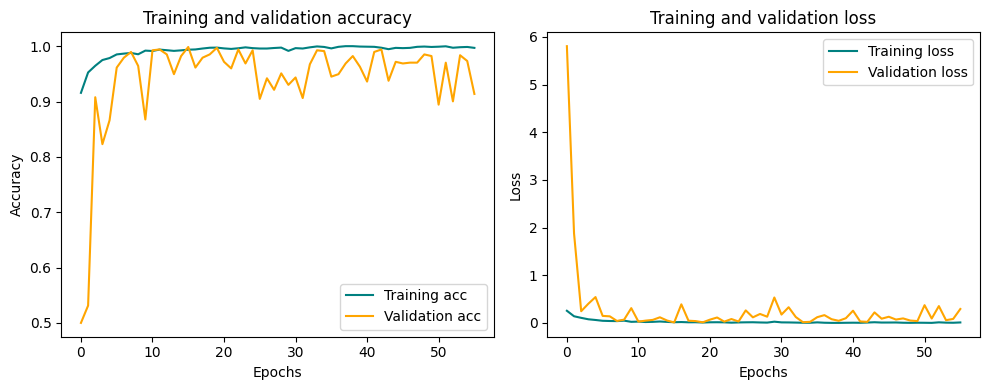 Training and validation accuracy
1.0
0.9
0.8
0.7
0.6
0.5
Accuracy
0 10 20 30 40 50
Epochs
Training acc
Validation acc
Training and validation loss
6
5
4
3
2
1
0
Loss
0 10 20 30 40 50
Epochs
Training loss
Validation loss